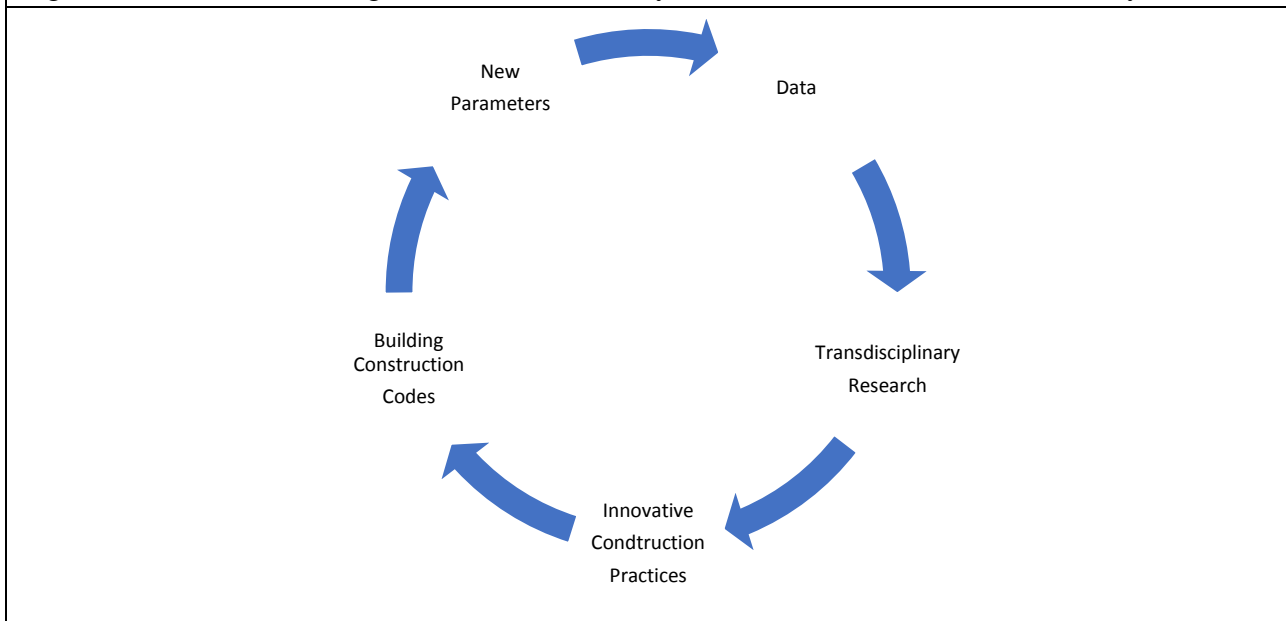 New
Parameters
Data
Transdisciplinary
Research
Innovative
Condtruction
Practices
Building
Construction
Codes